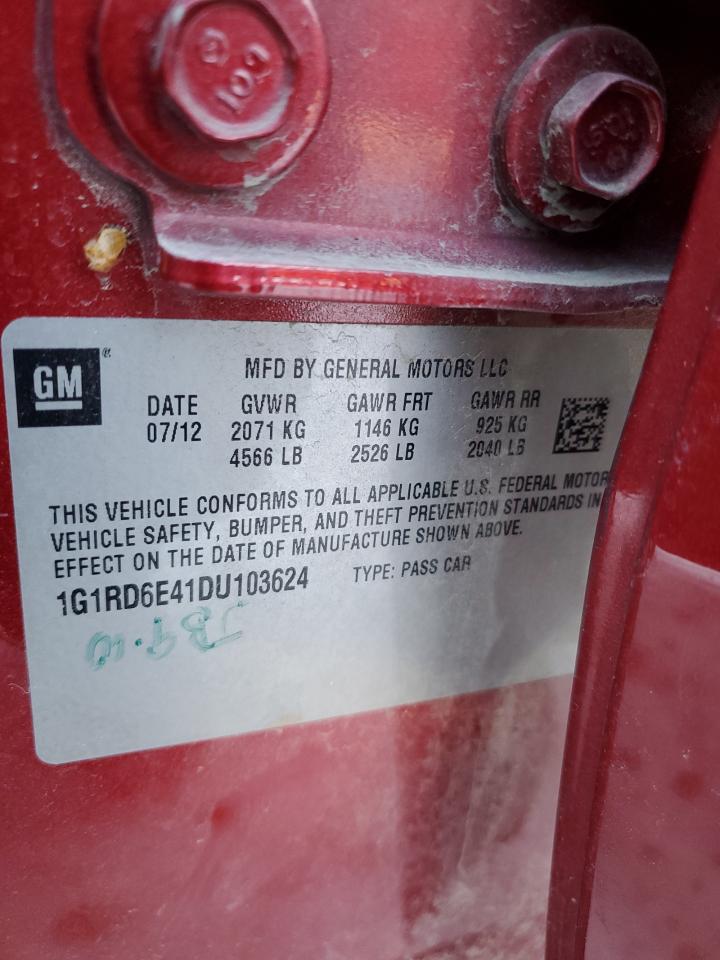 GM
MFD BY GENERAL MOTORS LLC
DATE GVWR GAWR FRT GAWR RR
07/12 2071 KG 1146 KG 925 KG
4566 LB 2526 LB 2040 LB
THIS VEHICLE CONFORMS TO ALL APPLICABLE U.S. FEDERAL MOTOR
VEHICLE SAFETY, BUMPER, AND THEFT PREVENTION STANDARDS IN
EFFECT ON THE DATE OF MANUFACTURE SHOWN ABOVE.
1G1RD6E41DU103624 TYPE: PASS CAR